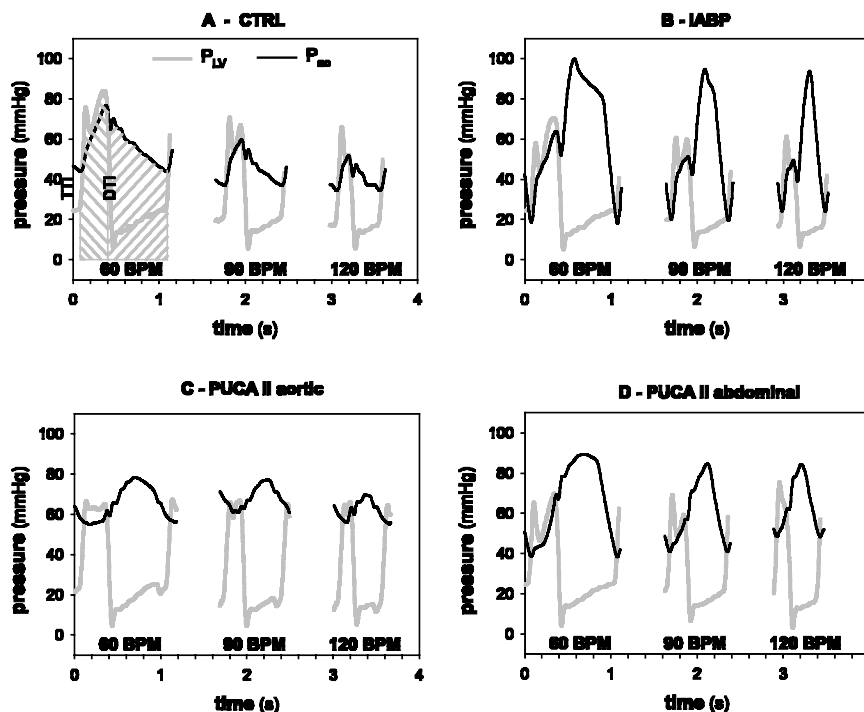 A - CTRL
P_LV P_ao
pressure (mmHg)
100
80
60
40
20
0
TTI DTI
60 BPM 90 BPM 120 BPM
0 1 2 3 4
time (s)
B - IABP
pressure (mmHg)
100
80
60
40
20
0
60 BPM 90 BPM 120 BPM
0 1 2 3
time (s)
C - PUCA II aortic
pressure (mmHg)
100
80
60
40
20
0
60 BPM 90 BPM 120 BPM
0 1 2 3 4
time (s)
D - PUCA II abdominal
pressure (mmHg)
100
80
60
40
20
0
60 BPM 90 BPM 120 BPM
0 1 2 3
time (s)